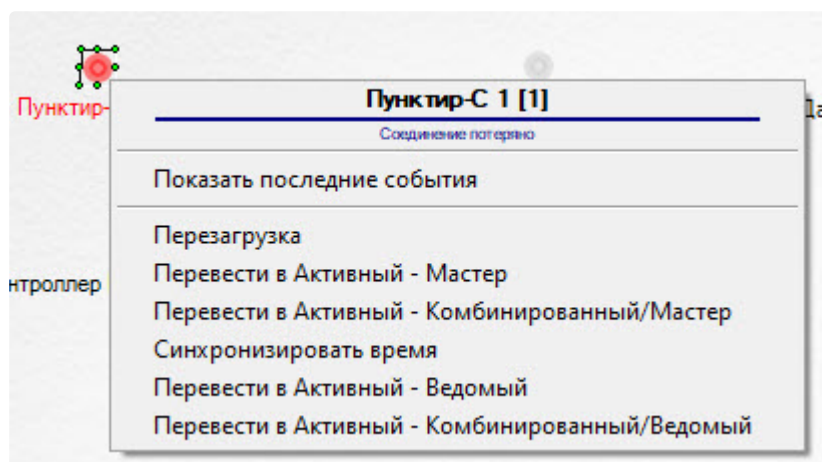 Пунктир-
Пунктир-С 1 [1]
Соединение потеряно
Показать последние события
Перезагрузка
Перевести в Активный - Мастер
нтроллер
Перевести в Активный - Комбинированный/Мастер
Синхронизировать время
Перевести в Активный - Ведомый
Перевести в Активный - Комбинированный/Ведомый